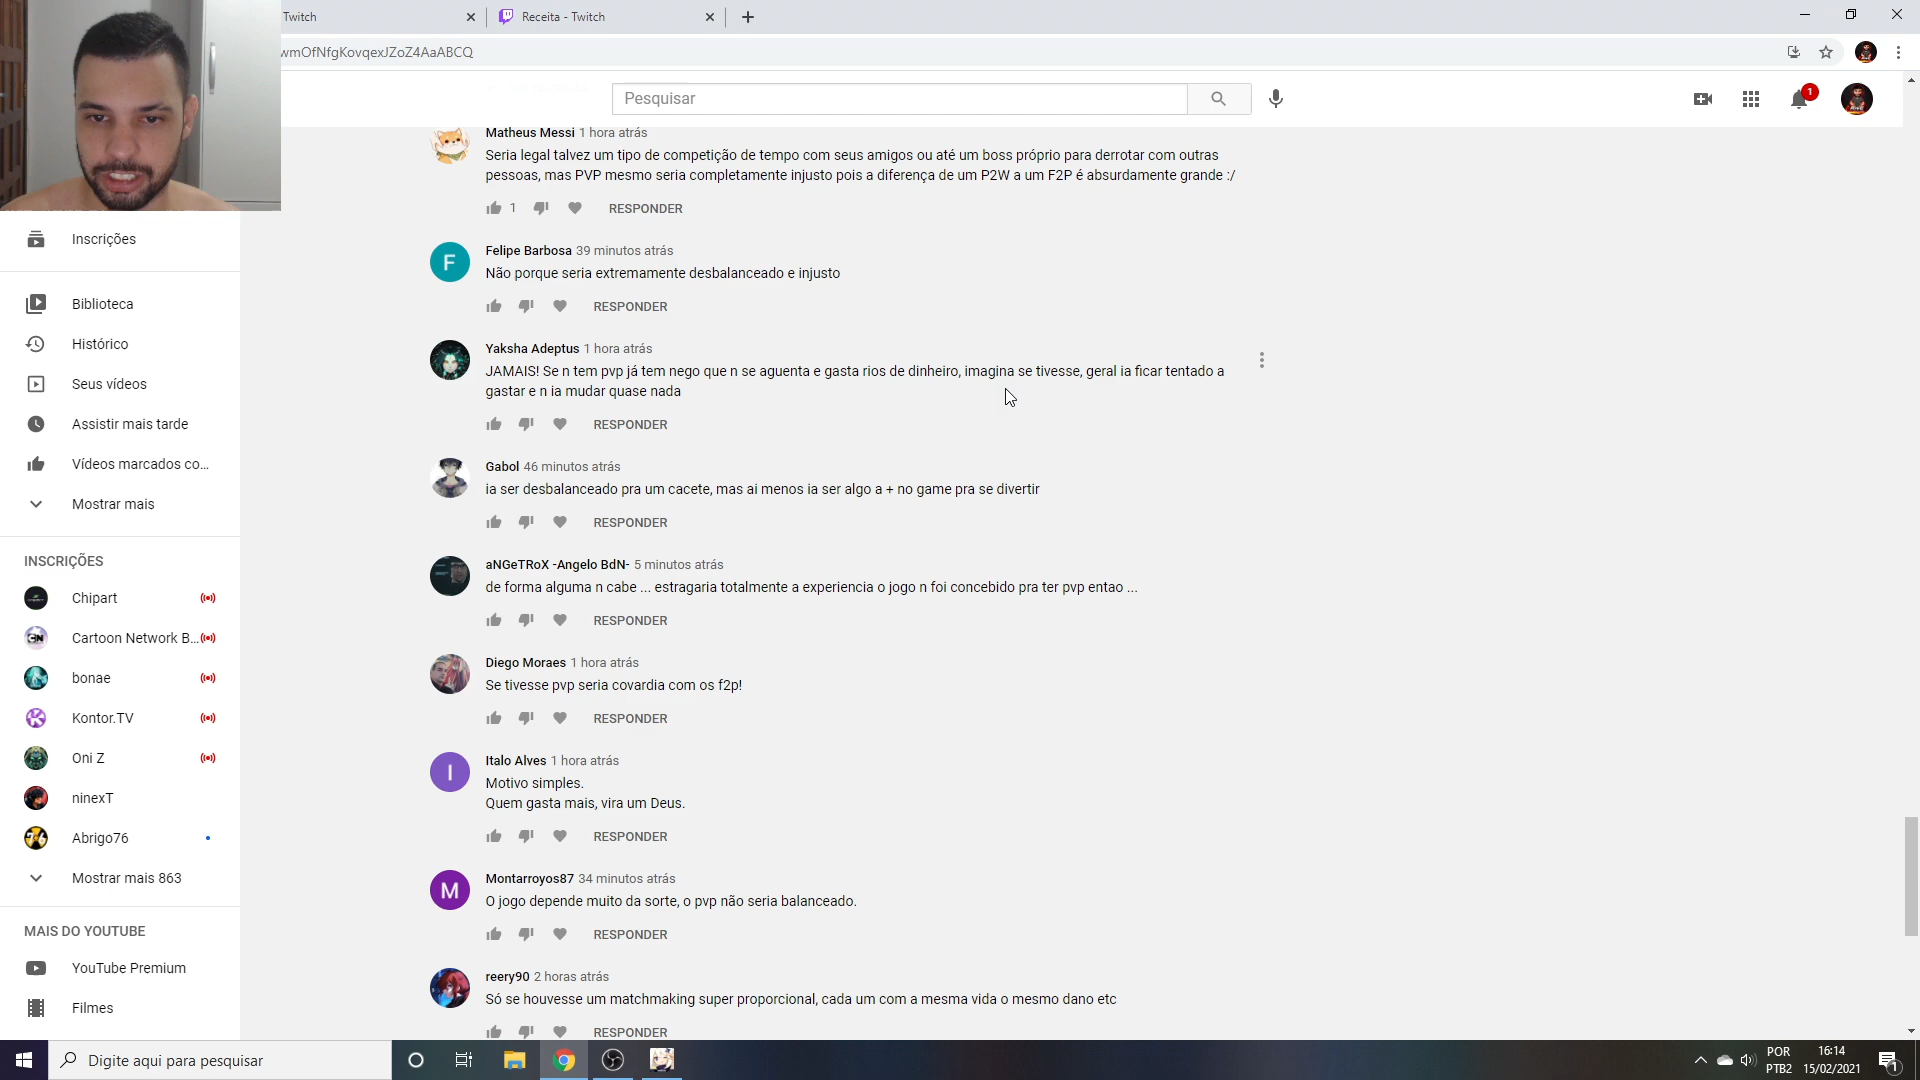 Twitch
Receita - Twitch
wmOfNfgKovqexJZoZ4AaABCQ
Pesquisar
1
Inscrições
Biblioteca
Histórico
Seus vídeos
Assistir mais tarde
Vídeos marcados co...
Mostrar mais
INSCRIÇÕES
Chipart
Cartoon Network B...
bonae
Kontor.TV
Oni Z
ninexT
Abrigo76
Mostrar mais 863
MAIS DO YOUTUBE
YouTube Premium
Filmes
Matheus Messi 1 hora atrás
Seria legal talvez um tipo de competição de tempo com seus amigos ou até um boss próprio para derrotar com outras
pessoas, mas PVP mesmo seria completamente injusto pois a diferença de um P2W a um F2P é absurdamente grande :/
1 RESPONDER
F
Felipe Barbosa 39 minutos atrás
Não porque seria extremamente desbalanceado e injusto
RESPONDER
Yaksha Adeptus 1 hora atrás
JAMAIS! Se n tem pvp já tem nego que n se aguenta e gasta rios de dinheiro, imagina se tivesse, geral ia ficar tentado a
gastar e n ia mudar quase nada
RESPONDER
Gabol 46 minutos atrás
ia ser desbalanceado pra um cacete, mas ai menos ia ser algo a + no game pra se divertir
RESPONDER
aNGeTRoX -Angelo BdN- 5 minutos atrás
de forma alguma n cabe ... estragaria totalmente a experiencia o jogo n foi concebido pra ter pvp entao ...
RESPONDER
Diego Moraes 1 hora atrás
Se tivesse pvp seria covardia com os f2p!
RESPONDER
I
Italo Alves 1 hora atrás
Motivo simples.
Quem gasta mais, vira um Deus.
RESPONDER
M
Montarroyos87 34 minutos atrás
O jogo depende muito da sorte, o pvp não seria balanceado.
RESPONDER
reery90 2 horas atrás
Só se houvesse um matchmaking super proporcional, cada um com a mesma vida o mesmo dano etc
RESPONDER
Digite aqui para pesquisar
POR
PTB2
16:14
15/02/2021
1